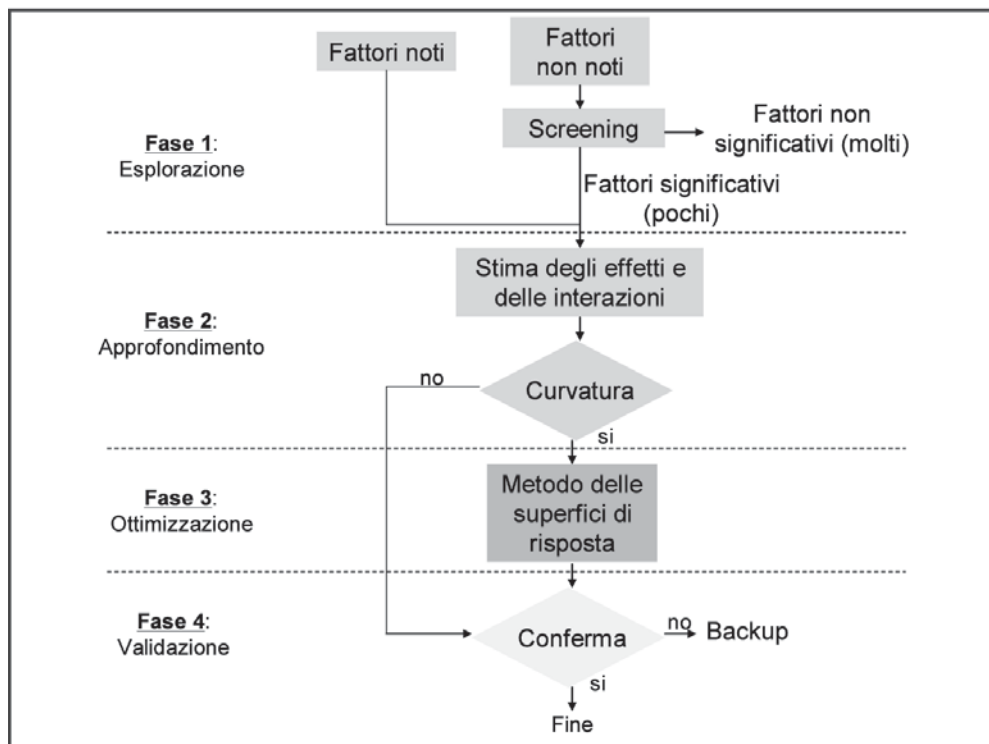 Fattori noti
Fattori
non noti
Fase 1:
Esplorazione
Screening
Fattori non
significativi (molti)
Fattori significativi
(pochi)
Stima degli effetti e
delle interazioni
Fase 2:
Approfondimento
no
Curvatura
si
Fase 3:
Ottimizzazione
Metodo delle
superfici di
risposta
Fase 4:
Validazione
Conferma
no
Backup
si
Fine